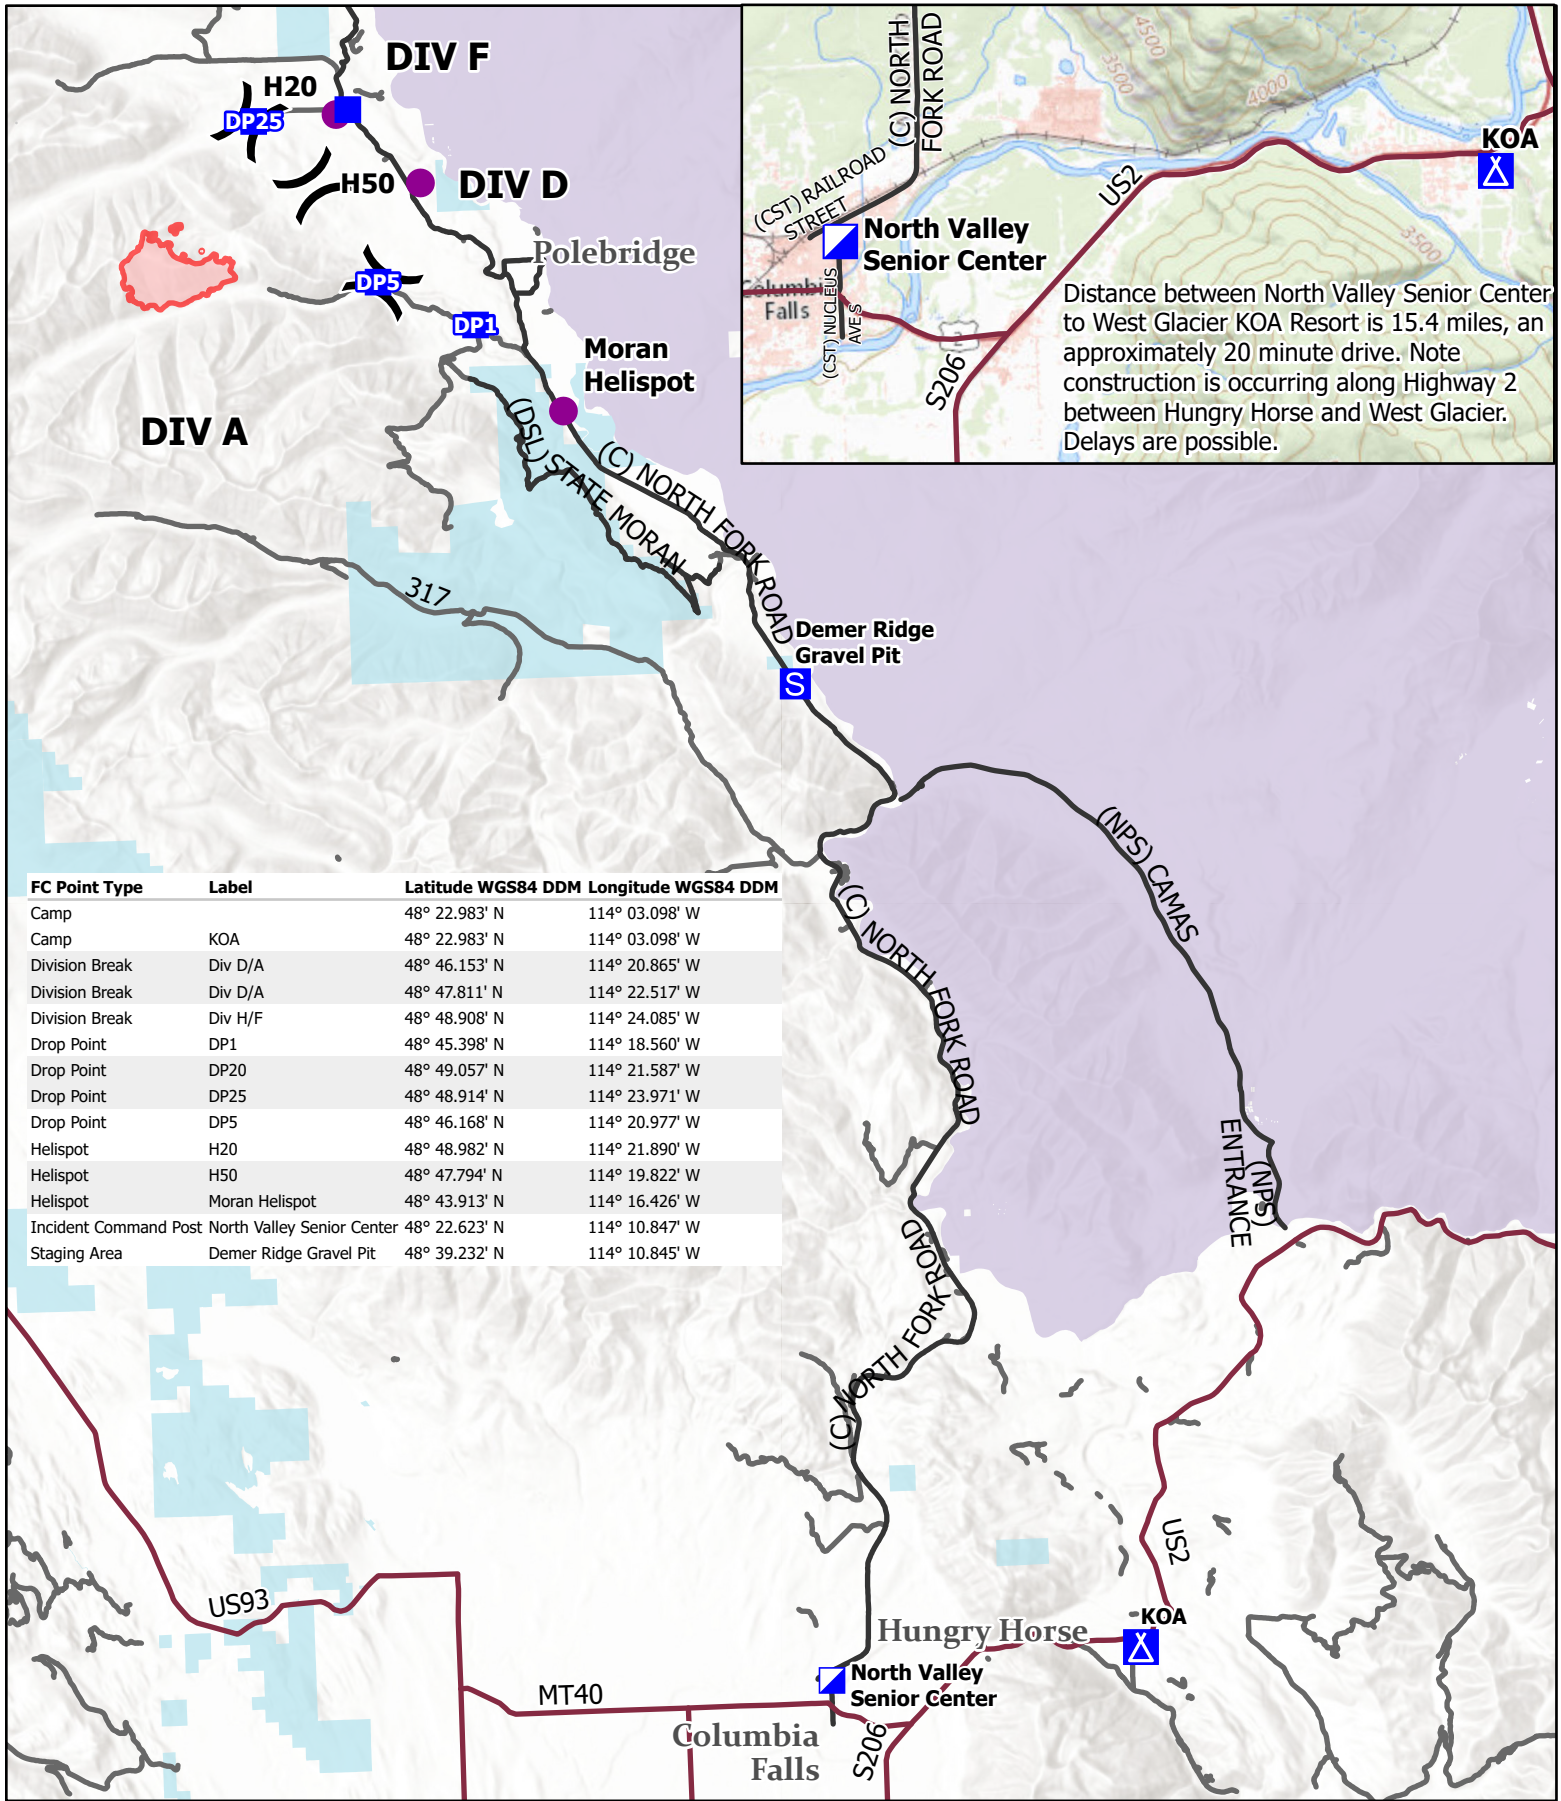 DIV F
H20
DP25
H50
DIV D
Polebridge
DP5
DP1
Moran
Helispot
DIV A
(DSL) STATE MORAN
(C) NORTH FORK ROAD
317
Demer Ridge
Gravel Pit
S
(C) NORTH
FORK ROAD
(CST) RAILROAD
STREET
North Valley
Senior Center
Columbia
Falls
(CST) NUCLEUS
AVE S
2
S206
US2
KOA
4500
3500
4000
3500
Distance between North Valley Senior Center
to West Glacier KOA Resort is 15.4 miles, an
approximately 20 minute drive. Note
construction is occurring along Highway 2
between Hungry Horse and West Glacier.
Delays are possible.
(NPS) CAMAS
(NPS)
ENTRANCE
(C) NORTH FORK ROAD
(C) NORTH FORK ROAD
FC Point Type Label Latitude WGS84 DDM Longitude WGS84 DDM
Camp 48° 22.983' N 114° 03.098' W
Camp KOA 48° 22.983' N 114° 03.098' W
Division Break Div D/A 48° 46.153' N 114° 20.865' W
Division Break Div D/A 48° 47.811' N 114° 22.517' W
Division Break Div H/F 48° 48.908' N 114° 24.085' W
Drop Point DP1 48° 45.398' N 114° 18.560' W
Drop Point DP20 48° 49.057' N 114° 21.587' W
Drop Point DP25 48° 48.914' N 114° 23.971' W
Drop Point DP5 48° 46.168' N 114° 20.977' W
Helispot H20 48° 48.982' N 114° 21.890' W
Helispot H50 48° 47.794' N 114° 19.822' W
Helispot Moran Helispot 48° 43.913' N 114° 16.426' W
Incident Command Post North Valley Senior Center 48° 22.623' N 114° 10.847' W
Staging Area Demer Ridge Gravel Pit 48° 39.232' N 114° 10.845' W
US93
MT40
US2
Hungry Horse
KOA
North Valley
Senior Center
Columbia
Falls
S206